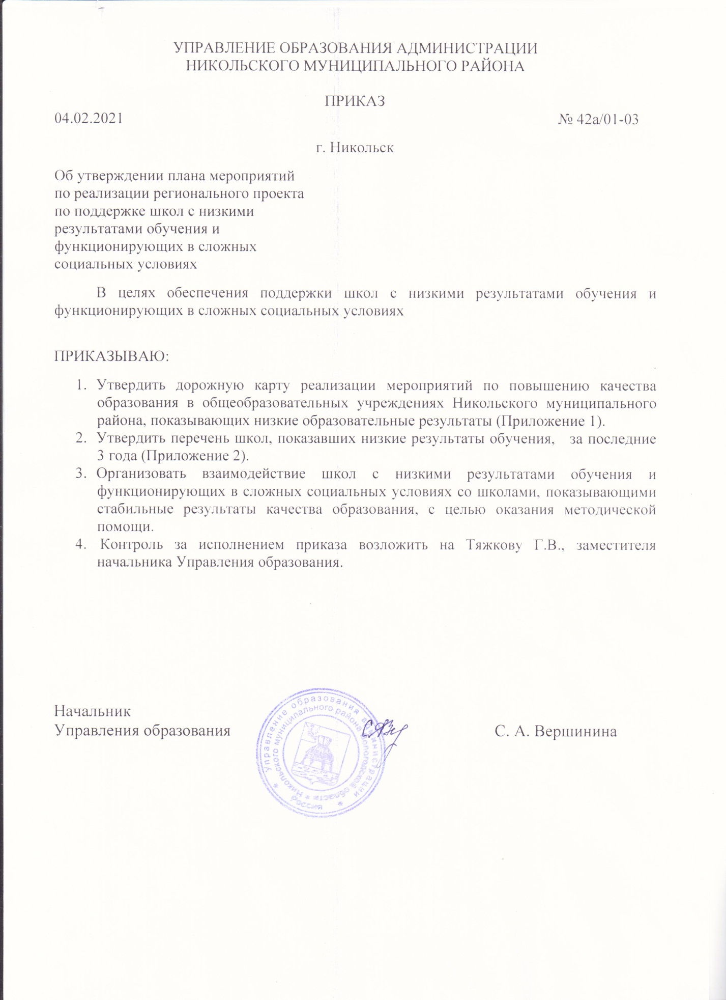 УПРАВЛЕНИЕ ОБРАЗОВАНИЯ АДМИНИСТРАЦИИ
НИКОЛЬСКОГО МУНИЦИПАЛЬНОГО РАЙОНА
ПРИКАЗ
04.02.2021 № 42а/01-03
г. Никольск
Об утверждении плана мероприятий
по реализации регионального проекта
по поддержке школ с низкими
результатами обучения и
функционирующих в сложных
социальных условиях
В целях обеспечения поддержки школ с низкими результатами обучения и
функционирующих в сложных социальных условиях
ПРИКАЗЫВАЮ:
1. Утвердить дорожную карту реализации мероприятий по повышению качества
образования в общеобразовательных учреждениях Никольского муниципального
района, показывающих низкие образовательные результаты (Приложение 1).
2. Утвердить перечень школ, показавших низкие результаты обучения, за последние
3 года (Приложение 2).
3. Организовать взаимодействие школ с низкими результатами обучения и
функционирующих в сложных социальных условиях со школами, показывающими
стабильные результаты качества образования, с целью оказания методической
помощи.
4. Контроль за исполнением приказа возложить на Тяжкову Г.В., заместителя
начальника Управления образования.
Начальник
Управления образования С. А. Вершинина
Управление образования администрации
Никольского муниципального района Вологодской области
Россия